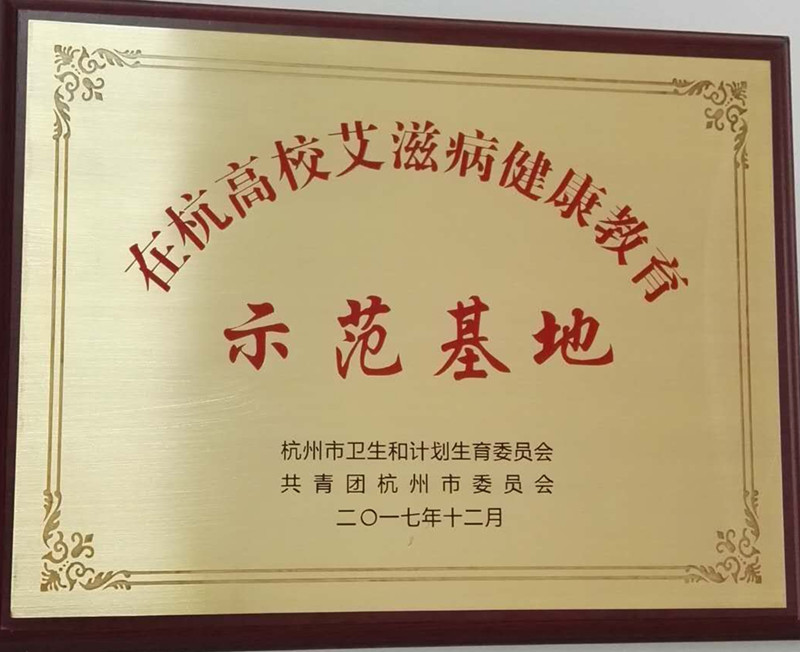 在杭高校艾滋病健康教育
示范基地
杭州市卫生和计划生育委员会
共青团杭州市委员会
二〇一七年十二月